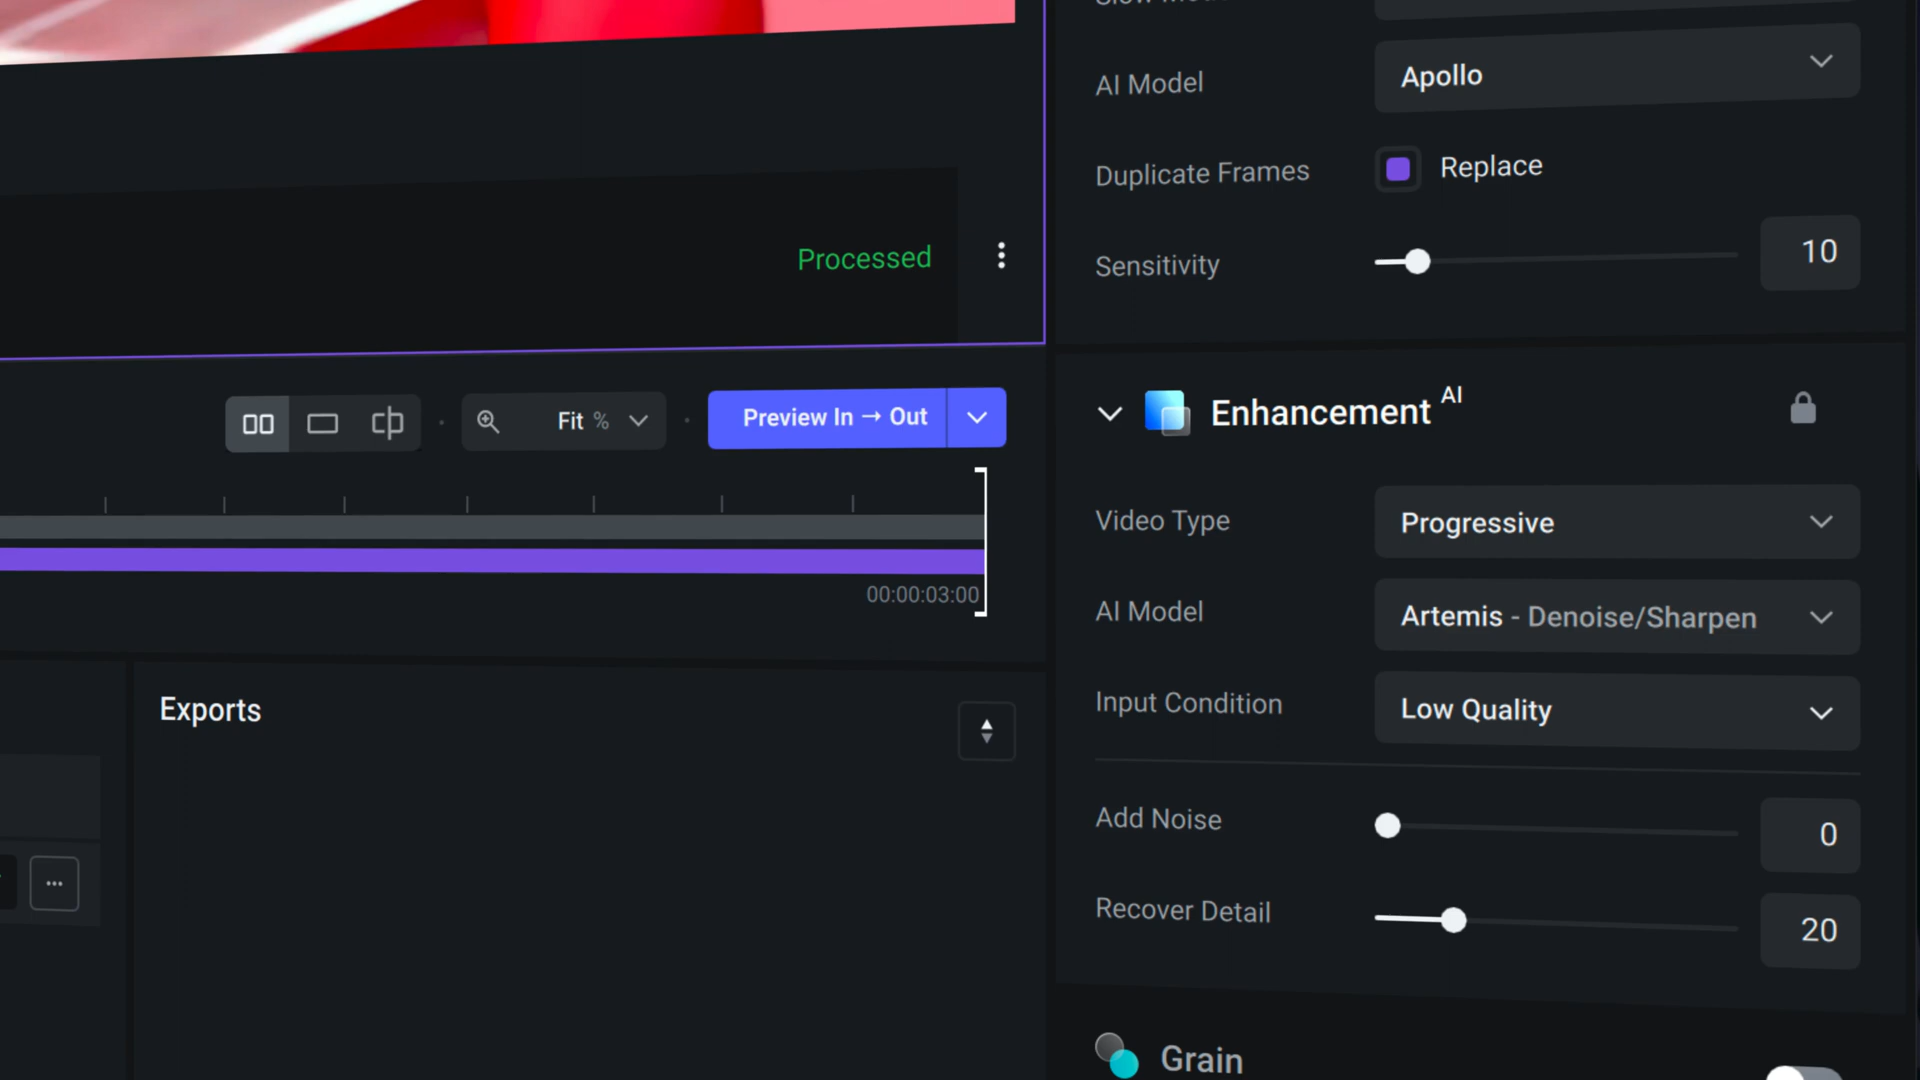 AI Model
Apollo
Duplicate Frames
Replace
Processed
Sensitivity
10
Fit %
Preview In → Out
Enhancement AI
Video Type
Progressive
00:00:03:00
AI Model
Artemis - Denoise/Sharpen
Input Condition
Low Quality
Exports
Add Noise
0
Recover Detail
20
Grain